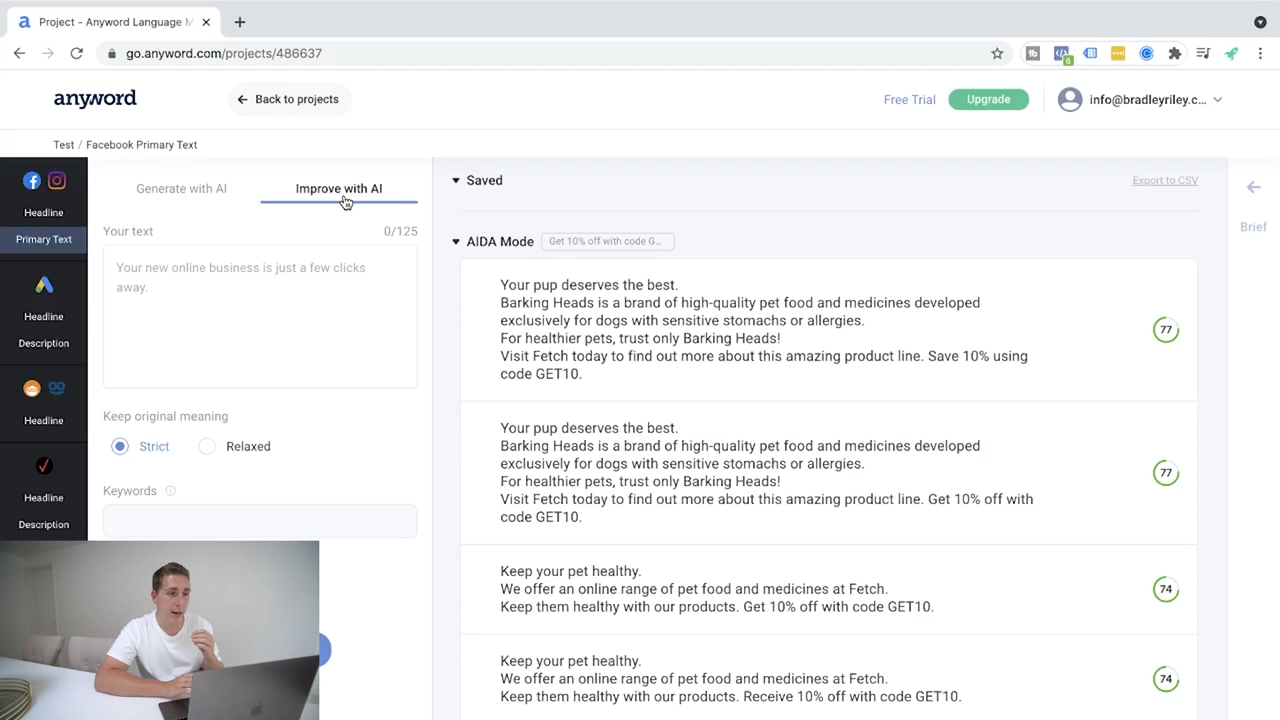 Project - Anyword Language M
go.anyword.com/projects/486637
6
anyword
Back to projects
Free Trial
Upgrade
info@bradleyriley.c...
Test / Facebook Primary Text
Headline
Primary Text
Headline
Description
Headline
Headline
Description
Generate with AI
Improve with AI
Your text
0/125
Your new online business is just a few clicks
away.
Keep original meaning
Strict
Relaxed
Keywords
Saved
Export to CSV
AIDA Mode
Get 10% off with code G...
Your pup deserves the best.
Barking Heads is a brand of high-quality pet food and medicines developed
exclusively for dogs with sensitive stomachs or allergies.
For healthier pets, trust only Barking Heads!
Visit Fetch today to find out more about this amazing product line. Save 10% using
code GET10.
77
Your pup deserves the best.
Barking Heads is a brand of high-quality pet food and medicines developed
exclusively for dogs with sensitive stomachs or allergies.
For healthier pets, trust only Barking Heads!
Visit Fetch today to find out more about this amazing product line. Get 10% off with
code GET10.
77
Keep your pet healthy.
We offer an online range of pet food and medicines at Fetch.
Keep them healthy with our products. Get 10% off with code GET10.
74
Keep your pet healthy.
We offer an online range of pet food and medicines at Fetch.
Keep them healthy with our products. Receive 10% off with code GET10.
74
Brief